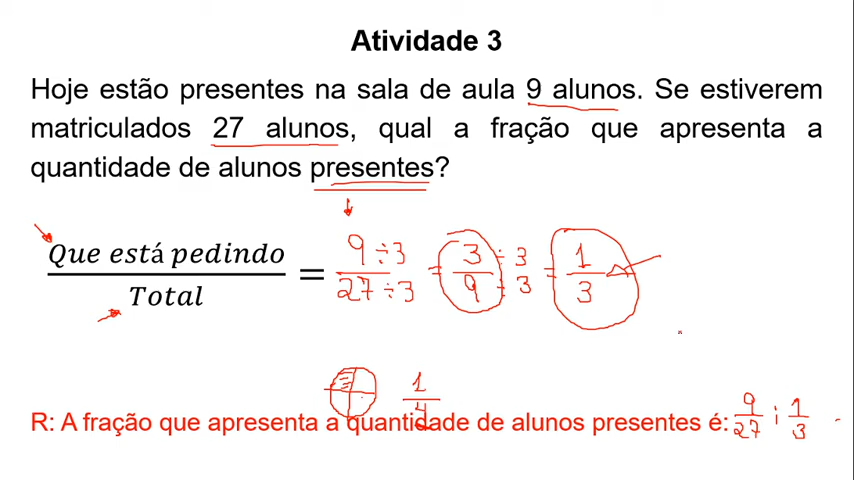 Atividade 3
Hoje estão presentes na sala de aula 9 alunos. Se estiverem
matriculados 27 alunos, qual a fração que apresenta a
quantidade de alunos presentes?
Que está pedindo / Total = 9 ÷3 / 27 ÷3 = 3 ÷ 3 / 9 ÷ 3 = 1 / 3
1 / 4
R: A fração que apresenta a quantidade de alunos presentes é: 9 / 27 ; 1 / 3